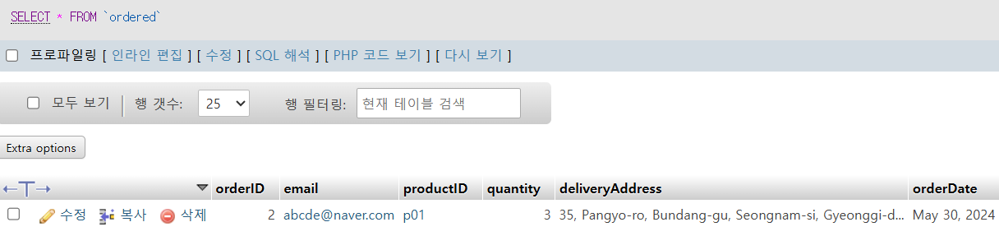 SELECT * FROM `ordered`
프로파일링 [ 인라인 편집 ] [ 수정 ] [ SQL 해석 ] [ PHP 코드 보기 ] [ 다시 보기 ]
모두 보기 행 갯수: 25 행 필터링: 현재 테이블 검색
Extra options
orderID email productID quantity deliveryAddress orderDate
수정 복사 삭제 2 abcde@naver.com p01 3 35, Pangyo-ro, Bundang-gu, Seongnam-si, Gyeonggi-d... May 30, 2024